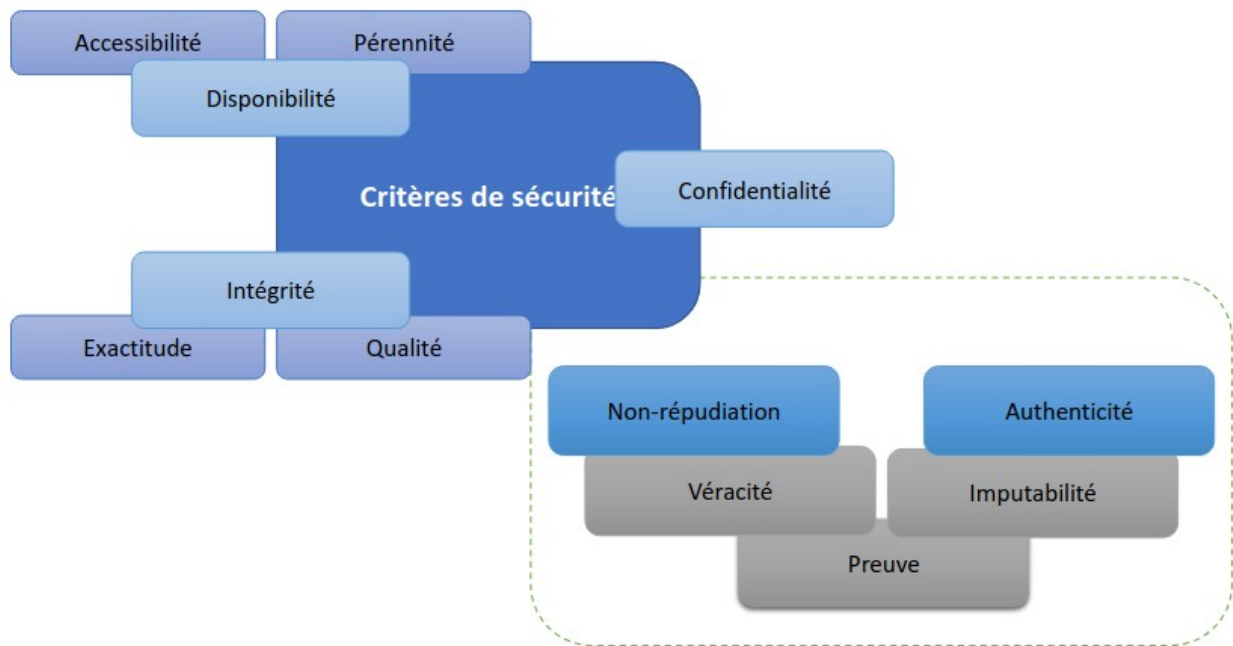 Accessibilité
Pérennité
Disponibilité
Critères de sécurité
Confidentialité
Intégrité
Exactitude
Qualité
Non-répudiation
Authenticité
Véracité
Imputabilité
Preuve